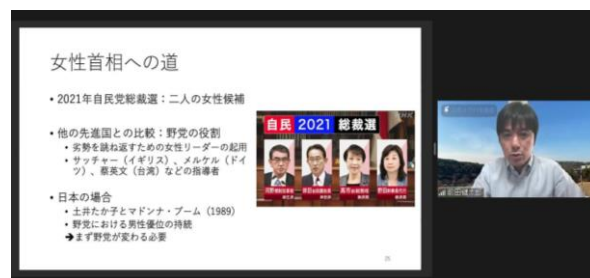 女性首相への道
• 2021年自民党総裁選：二人の女性候補
• 他の先進国との比較：野党の役割
• 劣勢を跳ね返すための女性リーダーの起用
• サッチャー（イギリス）、メルケル（ドイ
ツ）、蔡英文（台湾）などの指導者
• 日本の場合
• 土井たか子とマドンナ・ブーム（1989）
• 野党における男性優位の持続
➔まず野党が変わる必要
自民 2021 総裁選